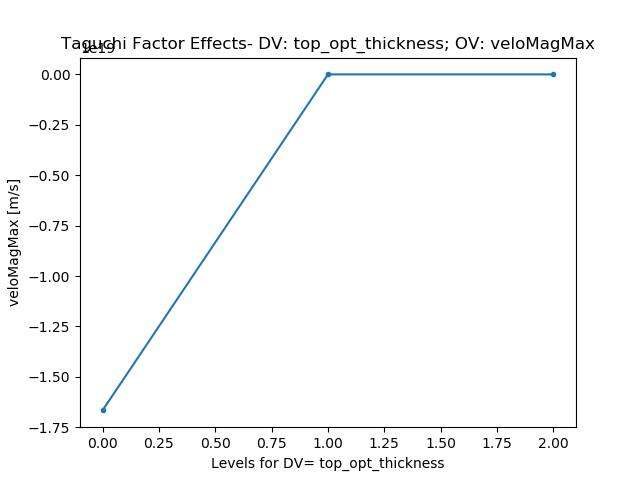 Taguchi Factor Effects- DV: top_opt_thickness; OV: veloMagMax
1e19
0.00
−0.25
−0.50
−0.75
−1.00
−1.25
−1.50
−1.75
veloMagMax [m/s]
0.00 0.25 0.50 0.75 1.00 1.25 1.50 1.75 2.00
Levels for DV= top_opt_thickness